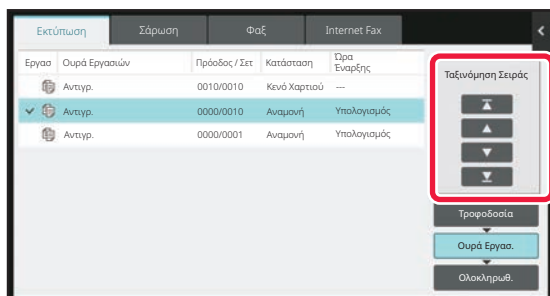 Εκτύπωση Σάρωση Φαξ Internet Fax
Εργασ Ουρά Εργασιών Πρόοδος / Σετ Κατάσταση Ώρα Έναρξης
Αντιγρ. 0010/0010 Κενό Χαρτιού ---
Αντιγρ. 0000/0010 Αναμονή Υπολογισμός
Αντιγρ. 0000/0001 Αναμονή Υπολογισμός
Ταξινόμηση Σειράς
Τροφοδοσία
Ουρά Εργασ.
Ολοκληρωθ.